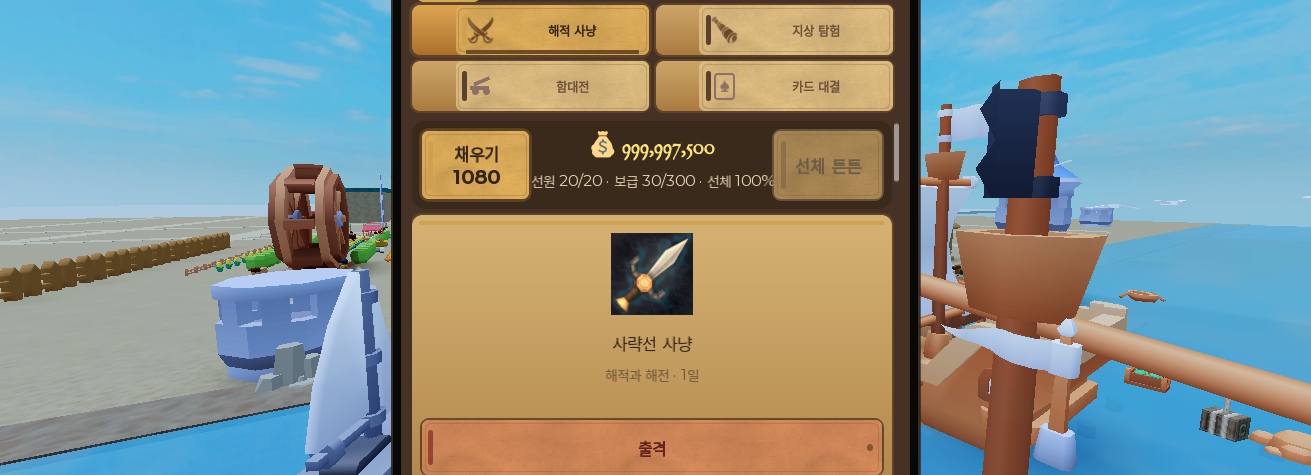 해적 사냥
지상 탐험
함대전
카드 대결
채우기
1080
999,997,500
선원 20/20 · 보급 30/300 · 선체 100%
선체 튼튼
사략선 사냥
해적과 해전 · 1일
출격